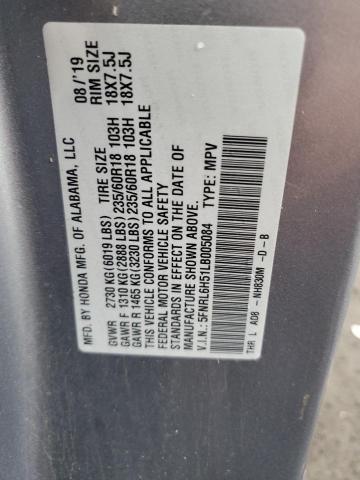 MFD. BY HONDA MFG. OF ALABAMA, LLC 08/'19
TIRE SIZE RIM SIZE
GVWR 2730 KG(6019 LBS)
GAWR F 1310 KG(2888 LBS) 235/60R18 103H 18X7.5J
GAWR R 1465 KG(3230 LBS) 235/60R18 103H 18X7.5J
THIS VEHICLE CONFORMS TO ALL APPLICABLE
FEDERAL MOTOR VEHICLE SAFETY
STANDARDS IN EFFECT ON THE DATE OF
MANUFACTURE SHOWN ABOVE.
V.I.N.: 5FNRL6H51LB005084 TYPE: MPV
THR L AD8 -NH830M -D -B